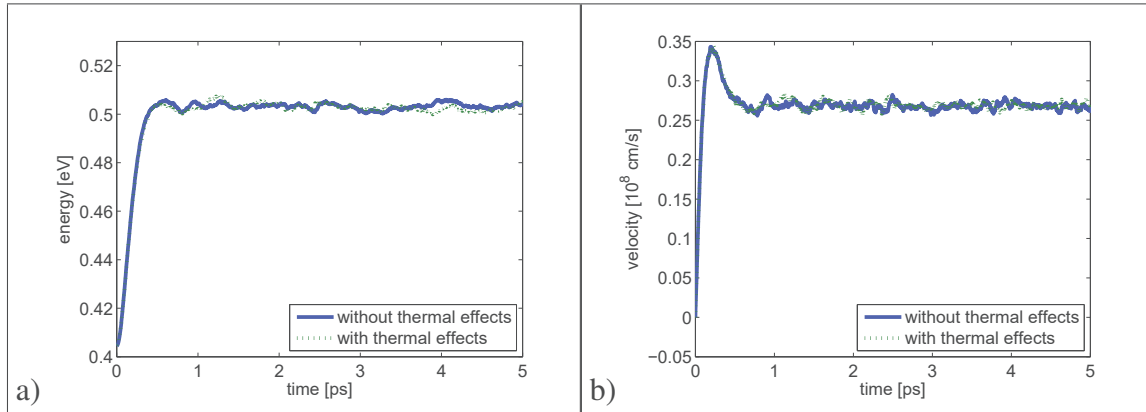 0.52
0.5
0.48
0.46
0.44
0.42
0.4
energy [eV]
0 1 2 3 4 5
time [ps]
without thermal effects
with thermal effects
a)
0.35
0.3
0.25
0.2
0.15
0.1
0.05
0
−0.05
velocity [10⁸ cm/s]
0 1 2 3 4 5
time [ps]
without thermal effects
with thermal effects
b)